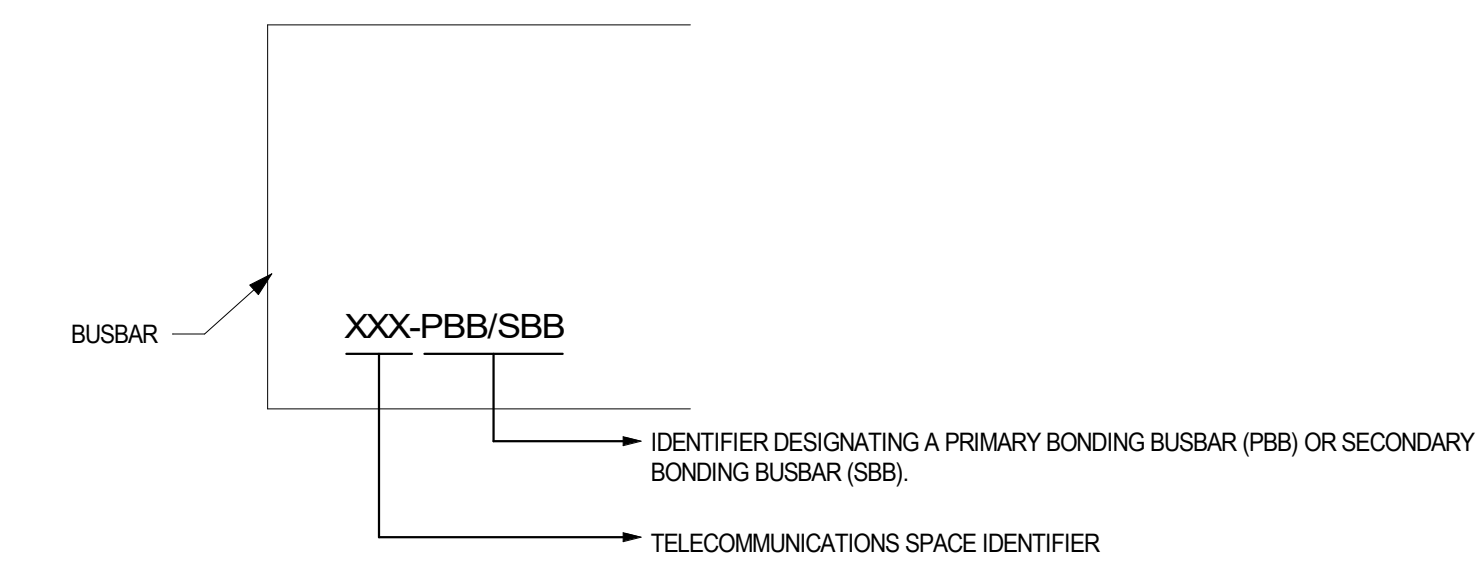 XXX-PBB/SBB
BUSBAR
IDENTIFIER DESIGNATING A PRIMARY BONDING BUSBAR (PBB) OR SECONDARY
BONDING BUSBAR (SBB).
TELECOMMUNICATIONS SPACE IDENTIFIER